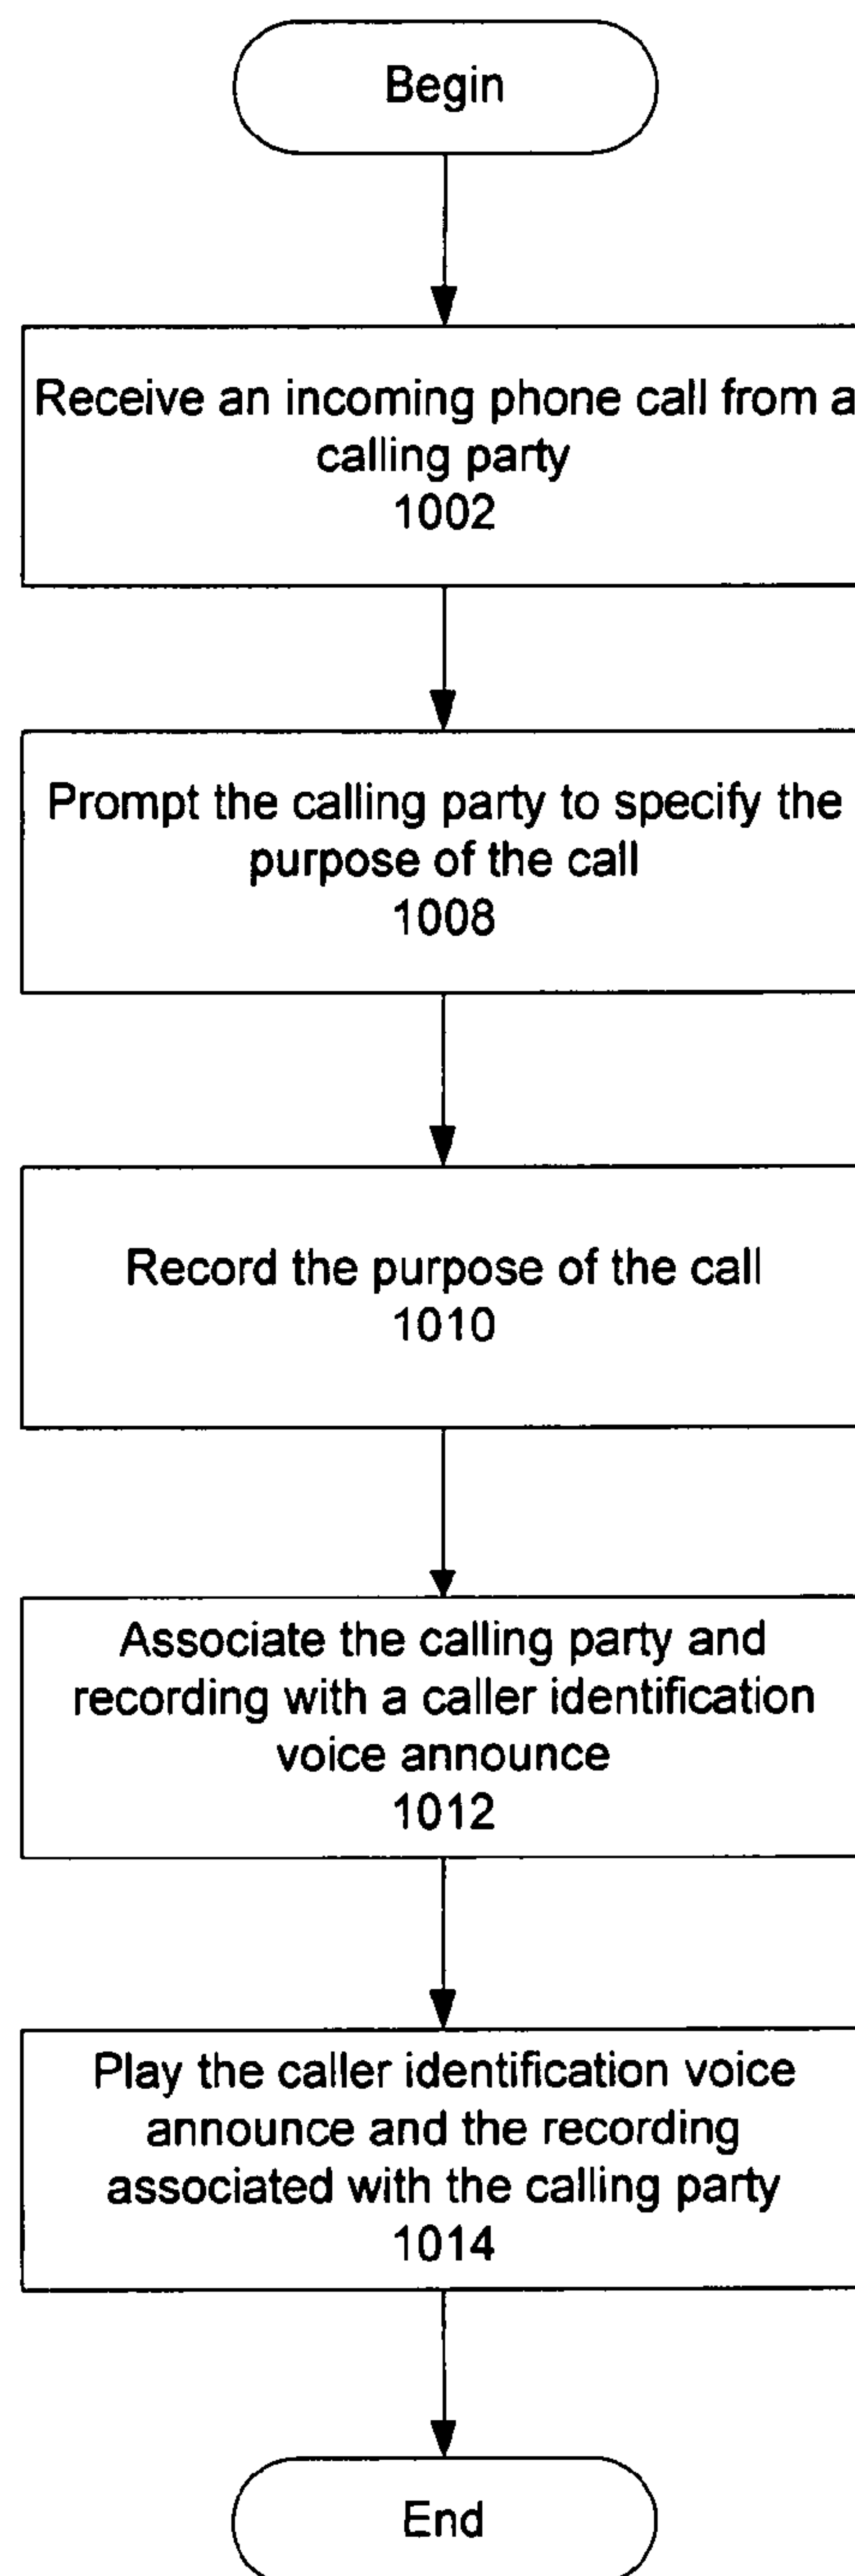 Begin
Receive an incoming phone call from a
calling party
1002
Prompt the calling party to specify the
purpose of the call
1008
Record the purpose of the call
1010
Associate the calling party and
recording with a caller identification
voice announce
1012
Play the caller identification voice
announce and the recording
associated with the calling party
1014
End